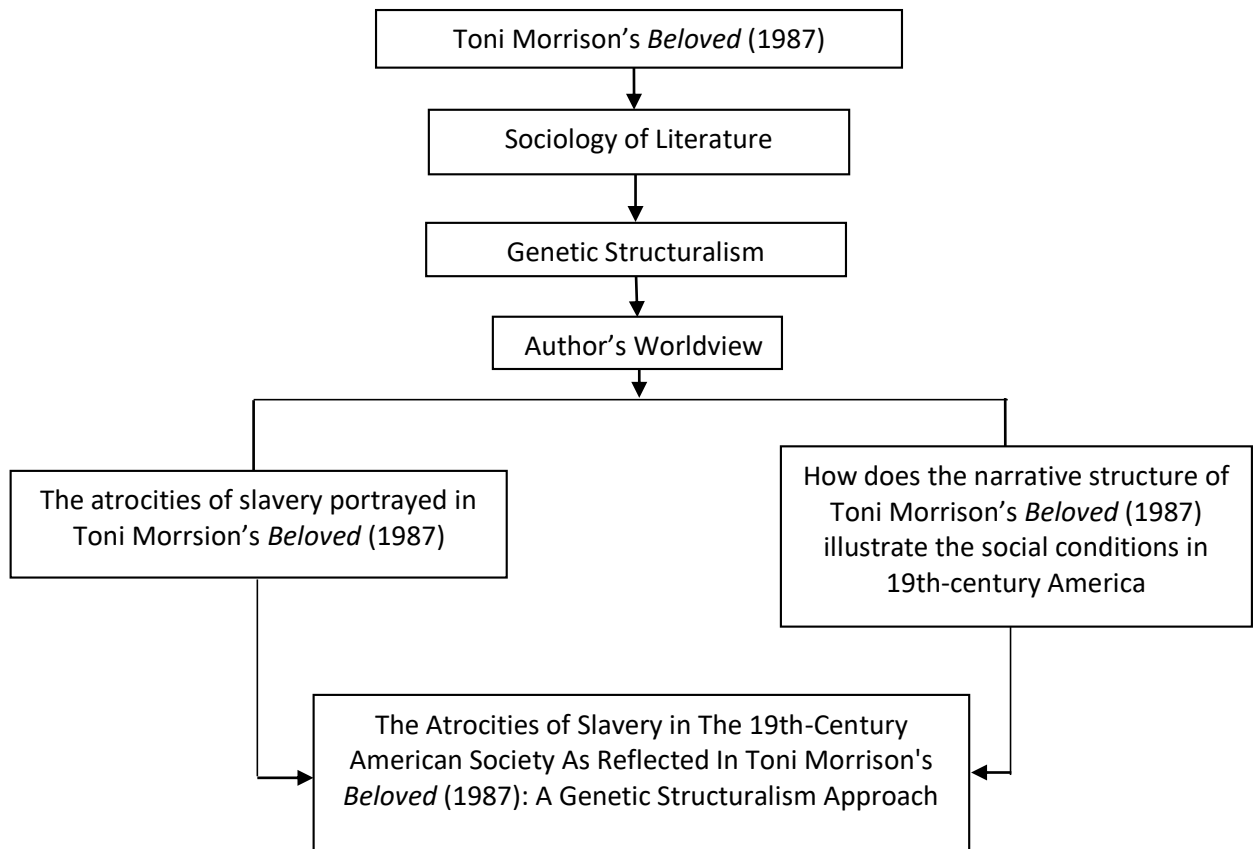 Toni Morrison’s Beloved (1987)
Sociology of Literature
Genetic Structuralism
Author’s Worldview
The atrocities of slavery portrayed in
Toni Morrsion’s Beloved (1987)
How does the narrative structure of
Toni Morrison’s Beloved (1987)
illustrate the social conditions in
19th-century America
The Atrocities of Slavery in The 19th-Century
American Society As Reflected In Toni Morrison's
Beloved (1987): A Genetic Structuralism Approach